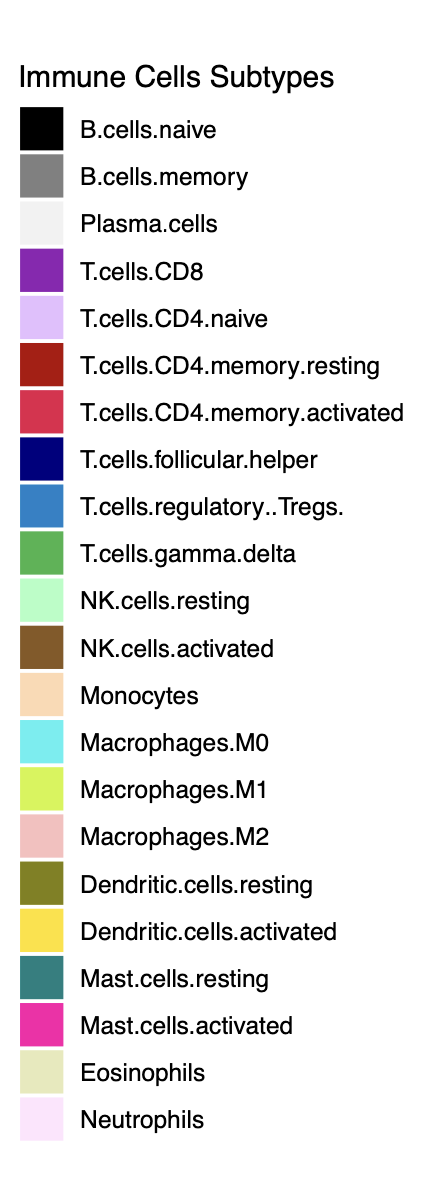 Immune Cells Subtypes
B.cells.naive
B.cells.memory
Plasma.cells
T.cells.CD8
T.cells.CD4.naive
T.cells.CD4.memory.resting
T.cells.CD4.memory.activated
T.cells.follicular.helper
T.cells.regulatory..Tregs.
T.cells.gamma.delta
NK.cells.resting
NK.cells.activated
Monocytes
Macrophages.M0
Macrophages.M1
Macrophages.M2
Dendritic.cells.resting
Dendritic.cells.activated
Mast.cells.resting
Mast.cells.activated
Eosinophils
Neutrophils